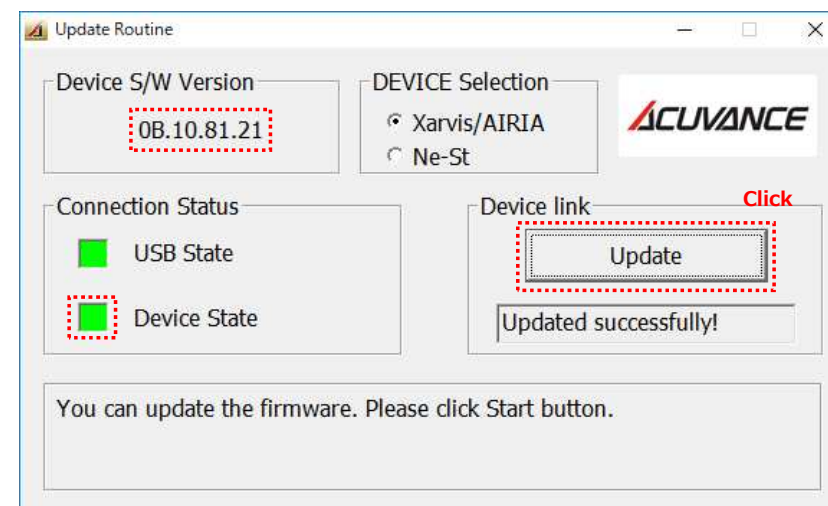 Update Routine
Device S/W Version
0B.10.81.21
DEVICE Selection
Xarvis/AIRIA
Ne-St
ACUVANCE
Connection Status
USB State
Device State
Device link
Click
Update
Updated successfully!
You can update the firmware. Please click Start button.